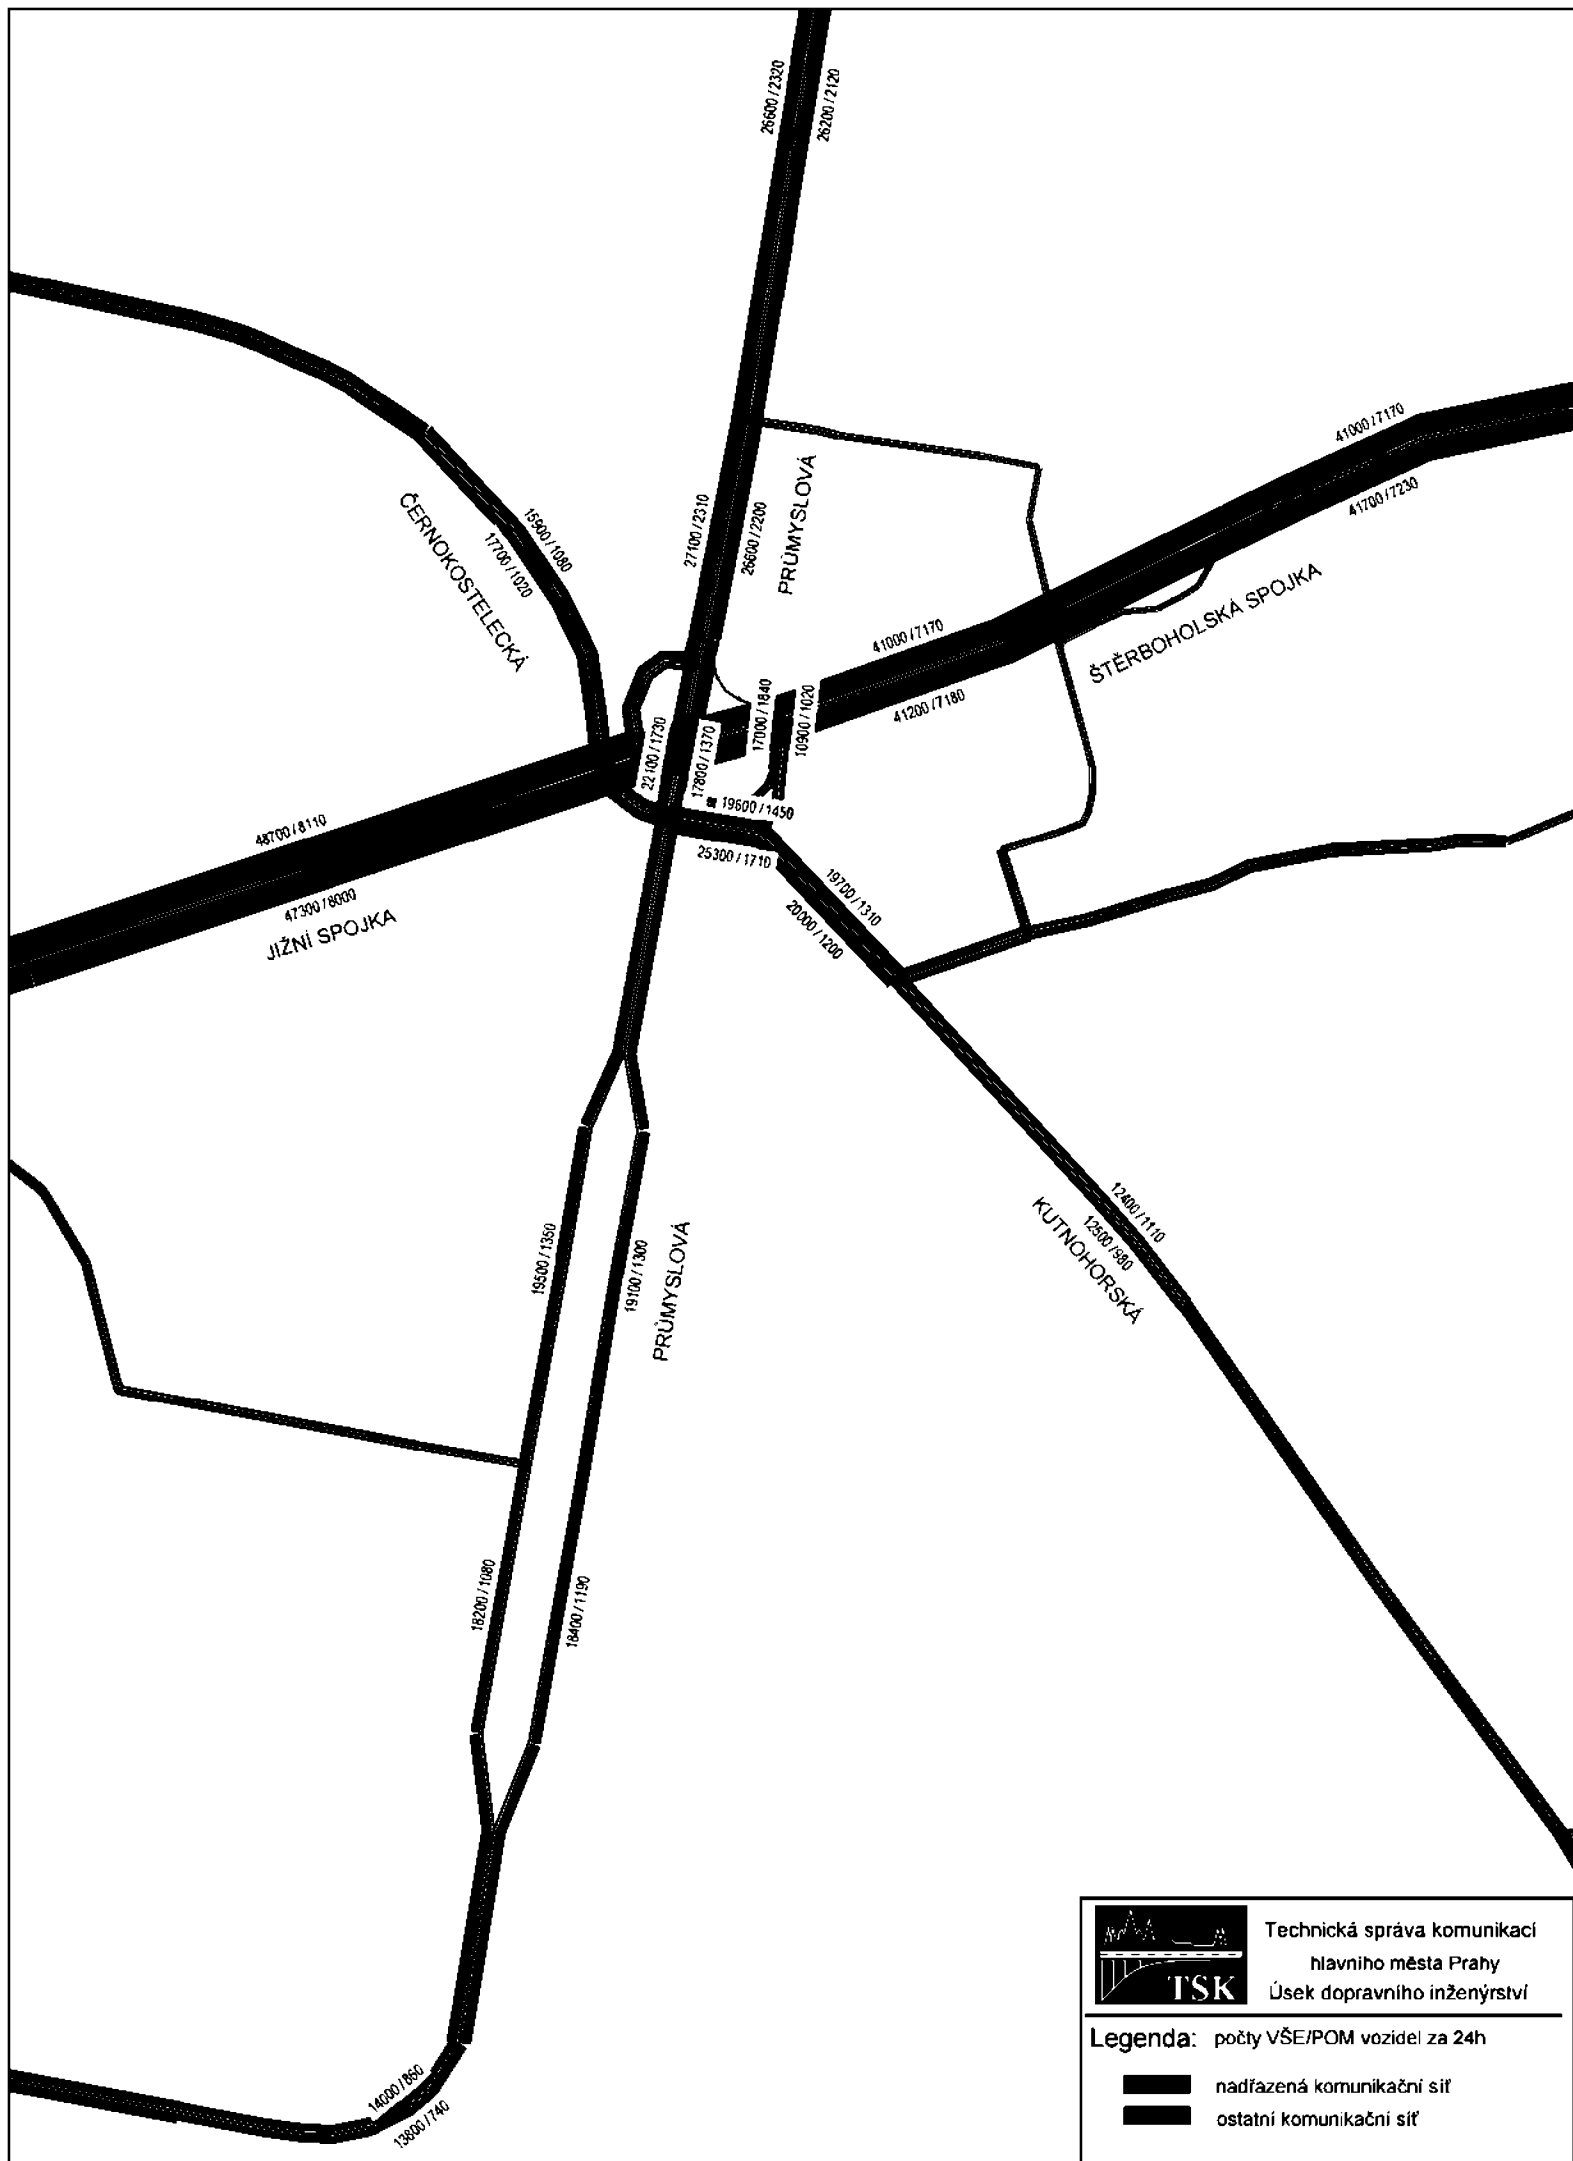 26600/2320
26200/2120
41000/7170
41700/7230
ČERNOKOSTELECKÁ
15900/1080
17700/1020
27100/2310
26600/2200
PRŮMYSLOVÁ
ŠTĚRBOHOLSKÁ SPOJKA
41000/7170
41200/7180
22100/1730
17800/1370
17000/1840
10900/1020
19600/1450
25300/1710
48700/8110
47300/8000
JIŽNÍ SPOJKA
19700/1310
20000/1200
12400/1110
12500/980
KUTNOHORSKÁ
19500/1350
19100/1300
PRŮMYSLOVÁ
18200/1080
18400/1190
14000/860
13800/740
TSK
Technická správa komunikací
hlavního města Prahy
Úsek dopravního inženýrství
Legenda: počty VŠE/POM vozidel za 24h
nadřazená komunikační síť
ostatní komunikační síť